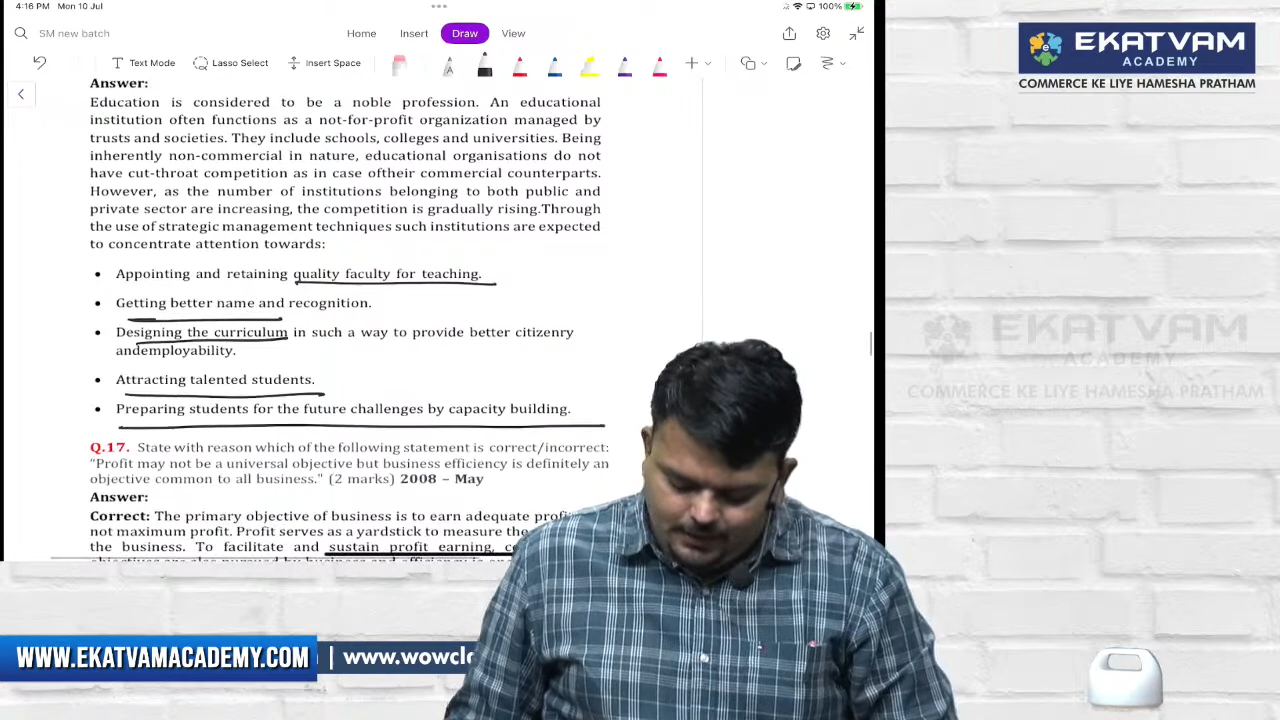 4:16 PM Mon 10 Jul
100%
SM new batch
Home
Insert
Draw
View
Text Mode
Lasso Select
Insert Space
EKATVAM
ACADEMY
COMMERCE KE LIYE HAMESHA PRATHAM
Answer:
Education is considered to be a noble profession. An educational
institution often functions as a not-for-profit organization managed by
trusts and societies. They include schools, colleges and universities. Being
inherently non-commercial in nature, educational organisations do not
have cut-throat competition as in case oftheir commercial counterparts.
However, as the number of institutions belonging to both public and
private sector are increasing, the competition is gradually rising.Through
the use of strategic management techniques such institutions are expected
to concentrate attention towards:
• Appointing and retaining quality faculty for teaching.
• Getting better name and recognition.
• Designing the curriculum in such a way to provide better citizenry
andemployability.
• Attracting talented students.
• Preparing students for the future challenges by capacity building.
Q.17. State with reason which of the following statement is correct/incorrect:
“Profit may not be a universal objective but business efficiency is definitely an
objective common to all business." (2 marks) 2008 – May
Answer:
Correct: The primary objective of business is to earn adequate
not maximum profit. Profit serves as a yardstick to measure the
the business. To facilitate and sustain profit earning,
EKATVAM
ACADEMY
COMMERCE KE LIYE HAMESHA PRATHAM
WWW.EKATVAMACADEMY.COM
| www.wowcl